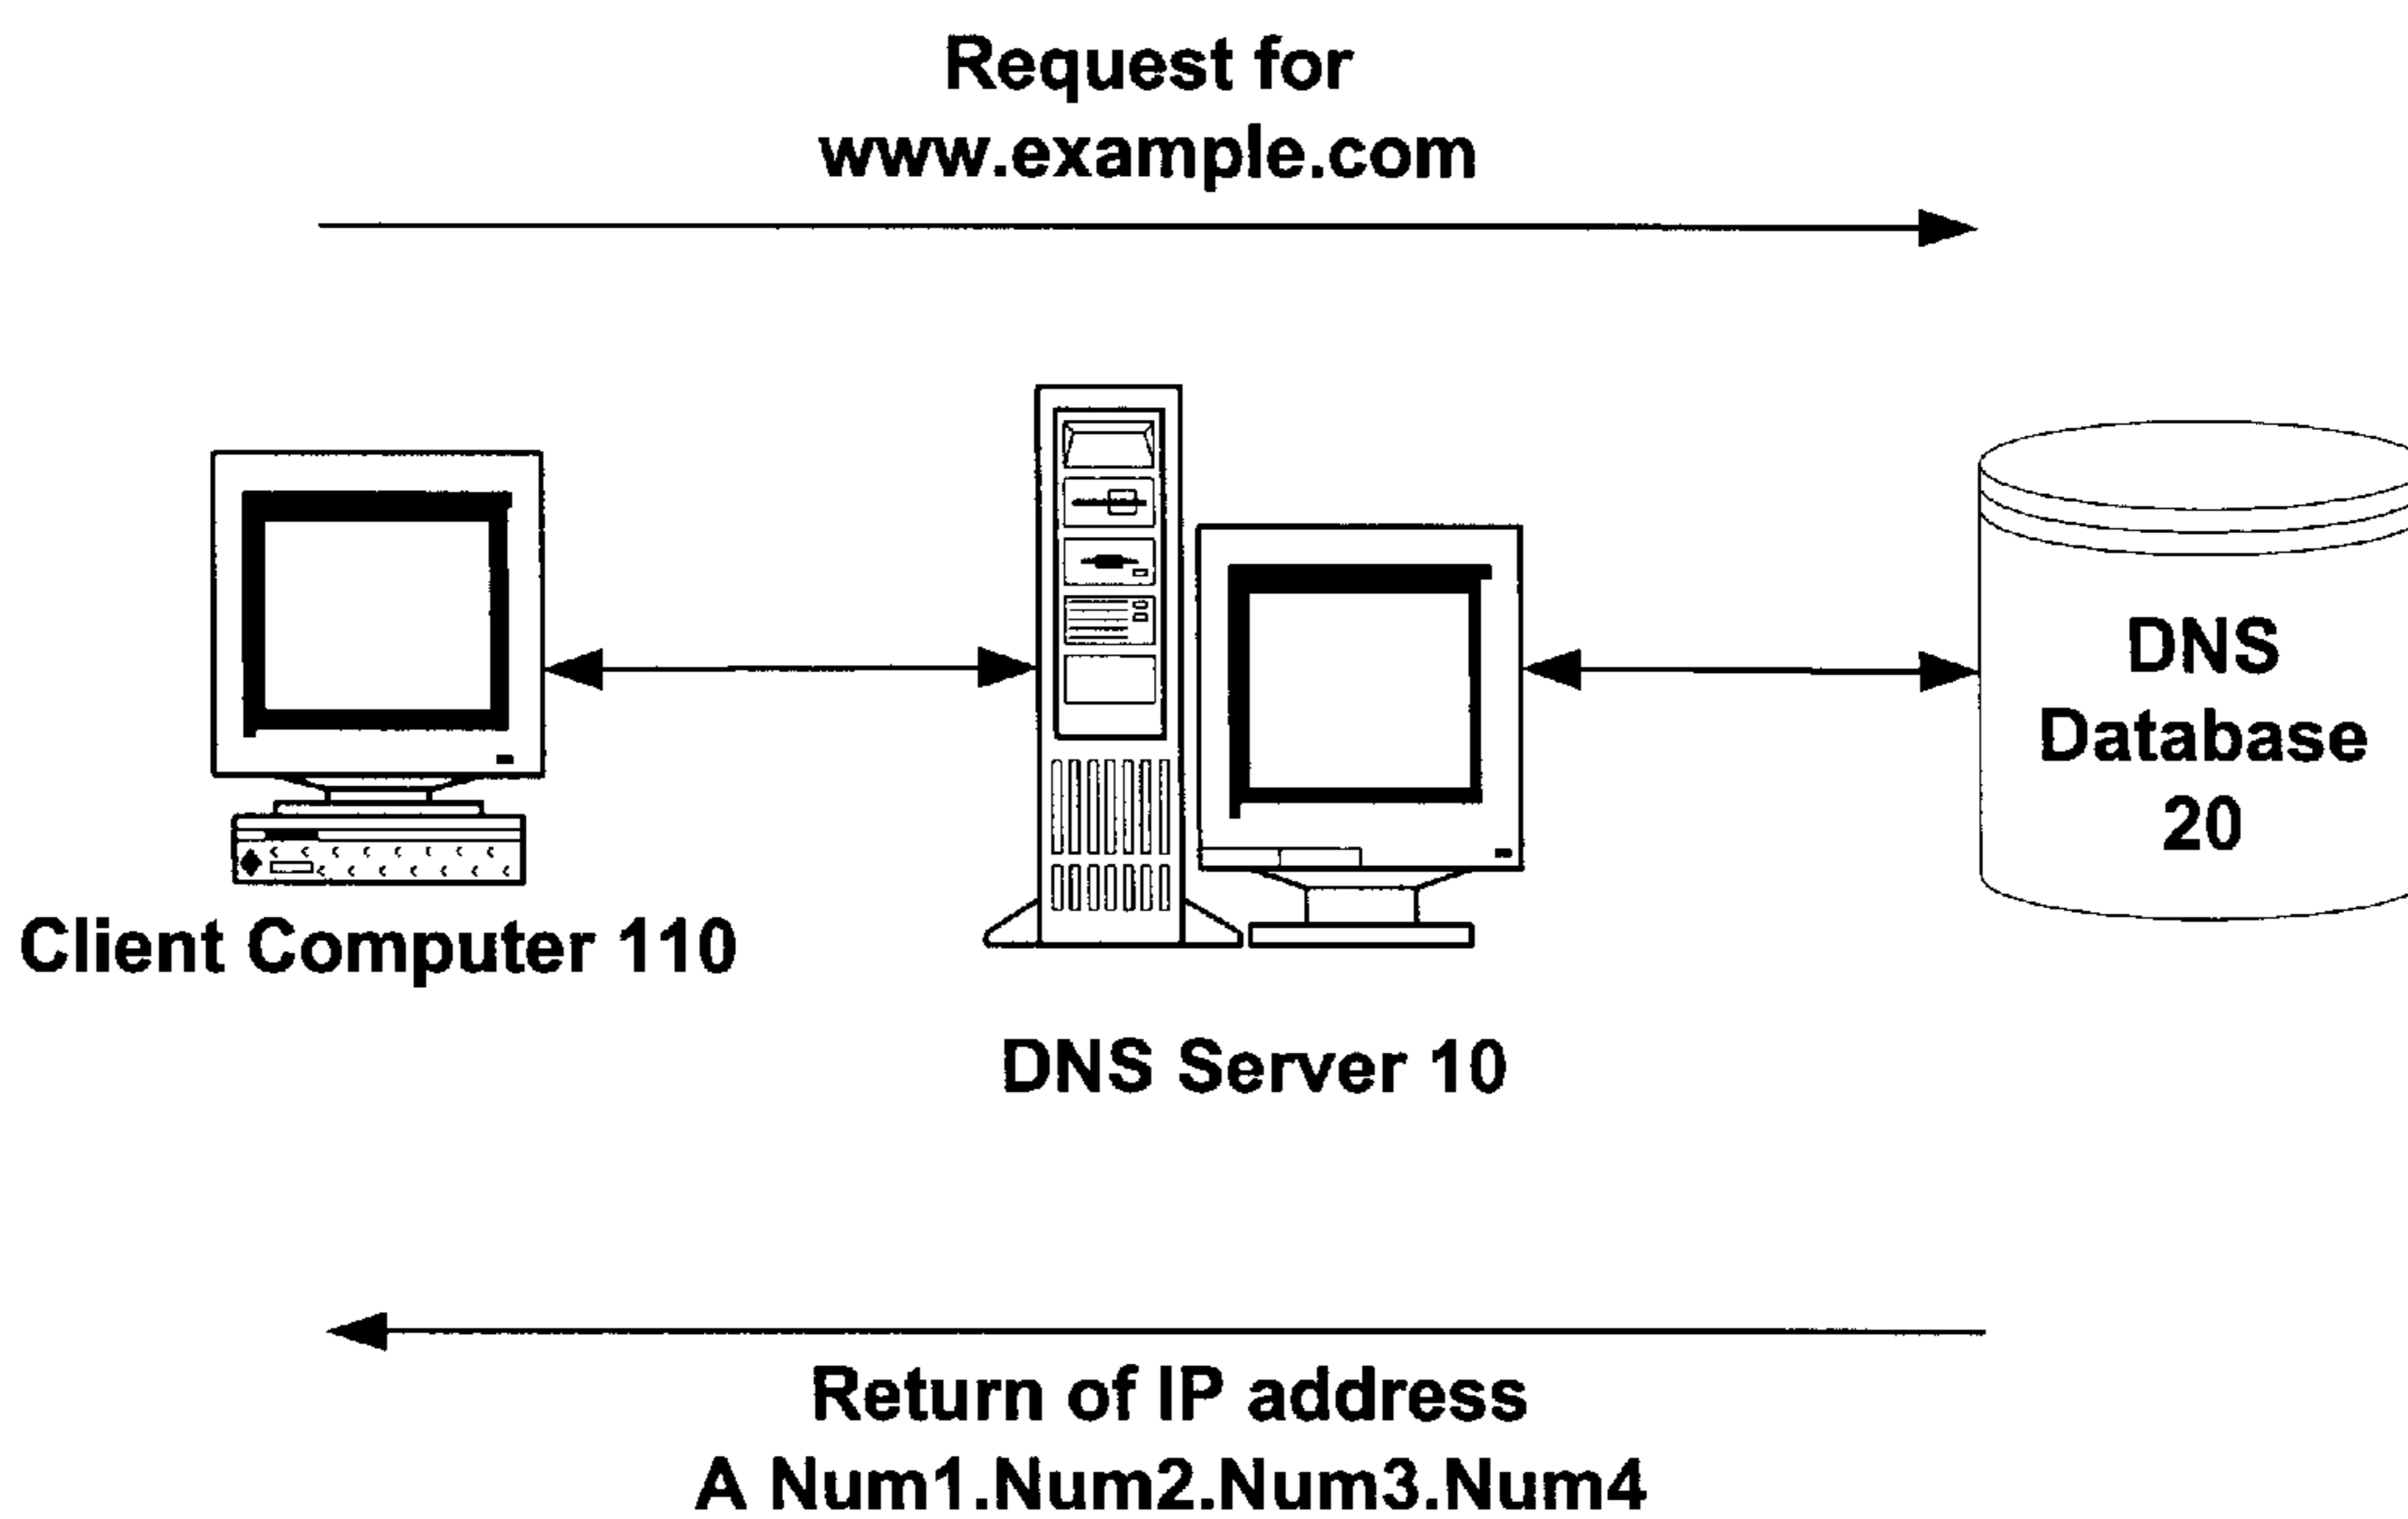 Request for
www.example.com
DNS
Database
20
Client Computer 110
DNS Server 10
Return of IP address
A Num1.Num2.Num3.Num4